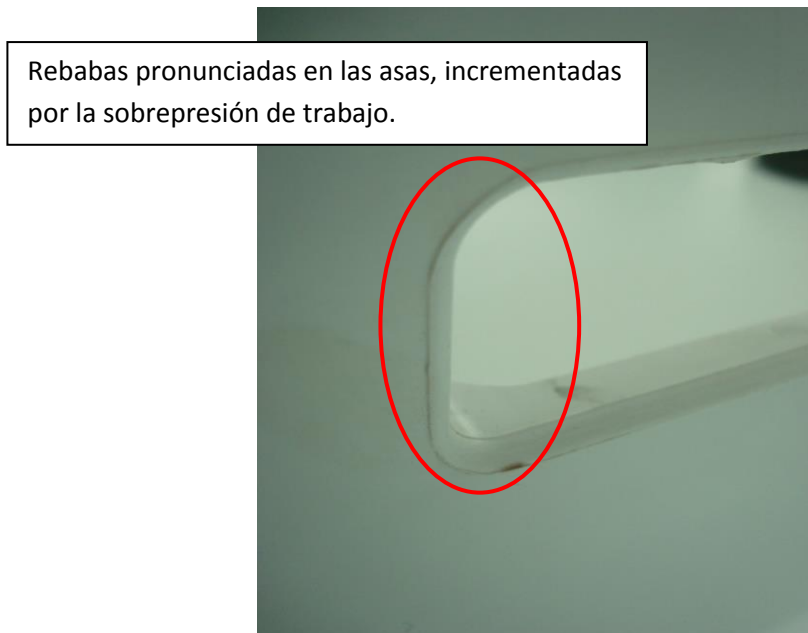 Rebabas pronunciadas en las asas, incrementadas
por la sobrepresión de trabajo.